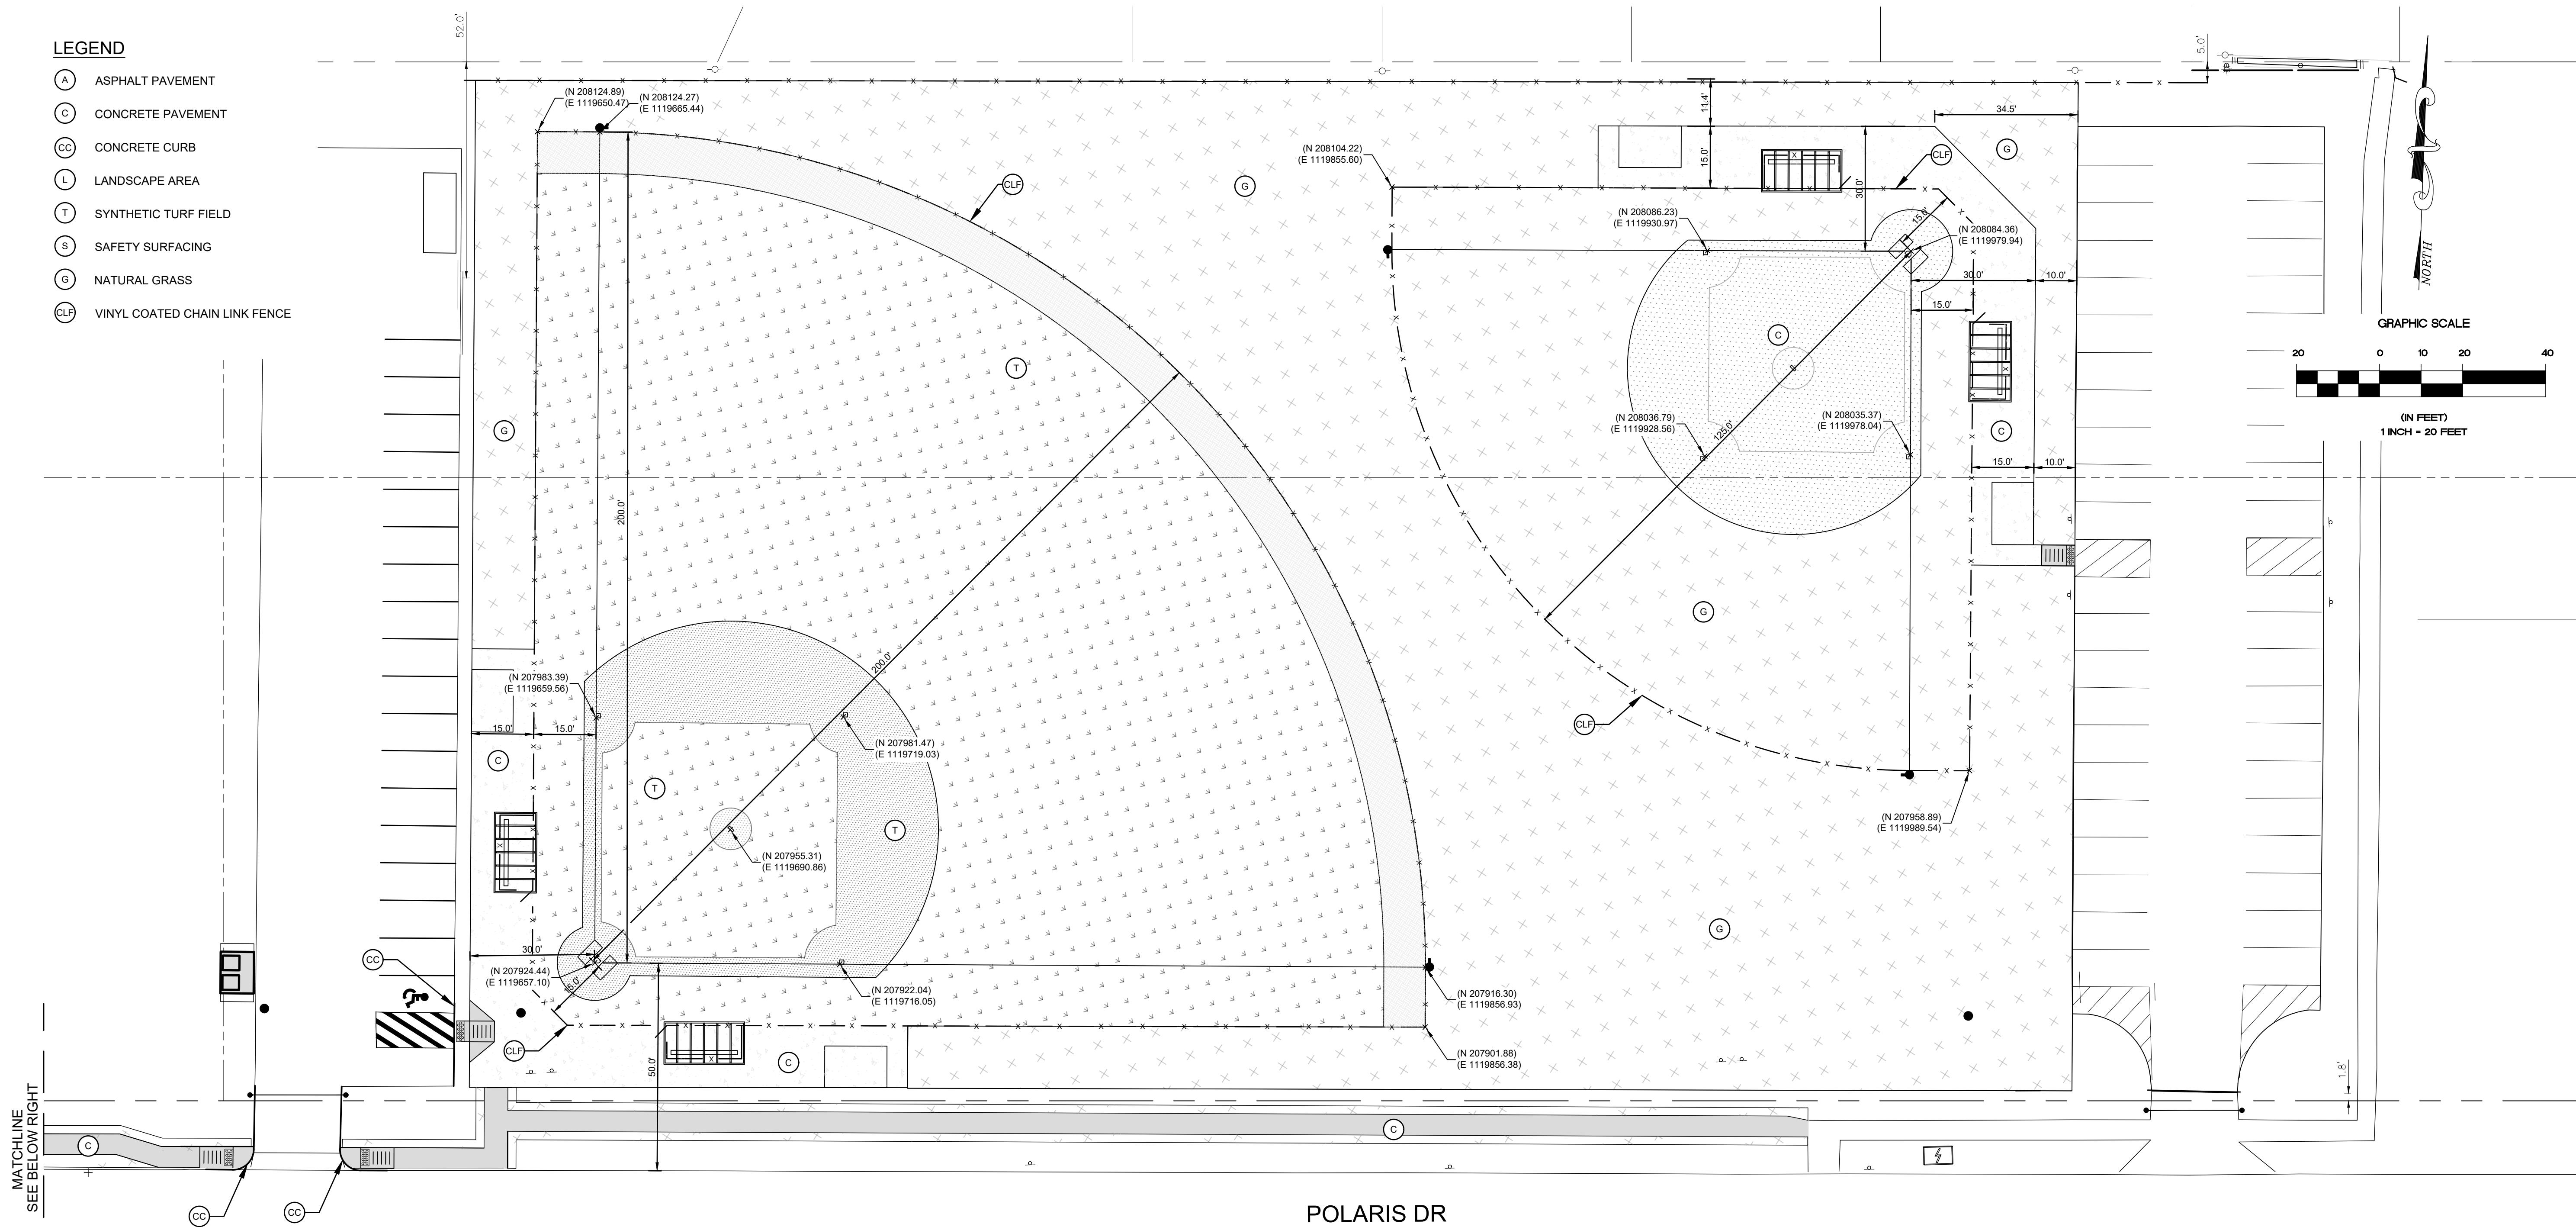 LEGEND
A ASPHALT PAVEMENT
C CONCRETE PAVEMENT
CC CONCRETE CURB
L LANDSCAPE AREA
T SYNTHETIC TURF FIELD
S SAFETY SURFACING
G NATURAL GRASS
CLF VINYL COATED CHAIN LINK FENCE
52.0'
5.0'
(N 208124.89)
(E 1119650.47)
(N 208124.27)
(E 1119665.44)
CLF
G
(N 208104.22)
(E 1119855.60)
11.4'
15.0'
30.0'
34.5'
G
CLF
(N 208086.23)
(E 1119930.97)
15.0'
(N 208084.36)
(E 1119979.94)
30.0'
10.0'
15.0'
NORTH
GRAPHIC SCALE
20 0 10 20 40
(IN FEET)
1 INCH = 20 FEET
T
C
G
(N 208036.79)
(E 1119928.56)
125.0'
(N 208035.37)
(E 1119978.04)
C
15.0'
10.0'
200.0'
200.0'
G
CLF
(N 207983.39)
(E 1119659.56)
15.0'
15.0'
C
(N 207981.47)
(E 1119719.03)
T
T
(N 207955.31)
(E 1119690.86)
(N 207958.89)
(E 1119989.54)
G
CC
30.0'
(N 207924.44)
(E 1119657.10)
15.0'
(N 207922.04)
(E 1119716.05)
(N 207916.30)
(E 1119856.93)
CLF
C
50.0'
(N 207901.88)
(E 1119856.38)
1.8'
MATCHLINE
SEE BELOW RIGHT
C
C
CC
CC
POLARIS DR